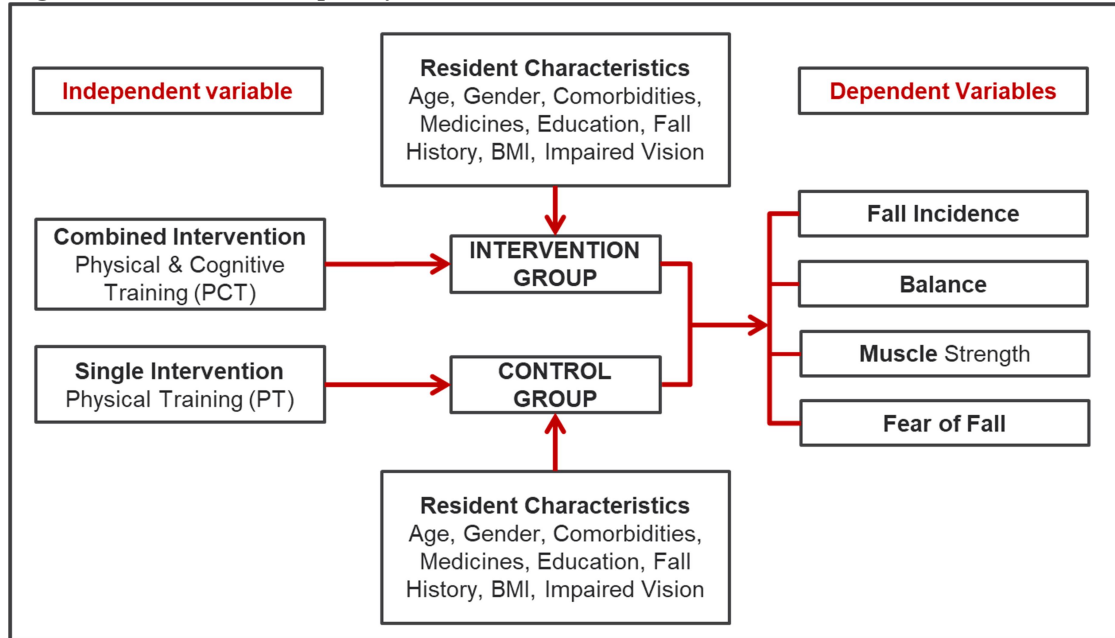 Independent variable
Resident Characteristics
Age, Gender, Comorbidities,
Medicines, Education, Fall
History, BMI, Impaired Vision
Dependent Variables
Combined Intervention
Physical & Cognitive
Training (PCT)
INTERVENTION
GROUP
Fall Incidence
Balance
Single Intervention
Physical Training (PT)
CONTROL
GROUP
Muscle Strength
Fear of Fall
Resident Characteristics
Age, Gender, Comorbidities,
Medicines, Education, Fall
History, BMI, Impaired Vision